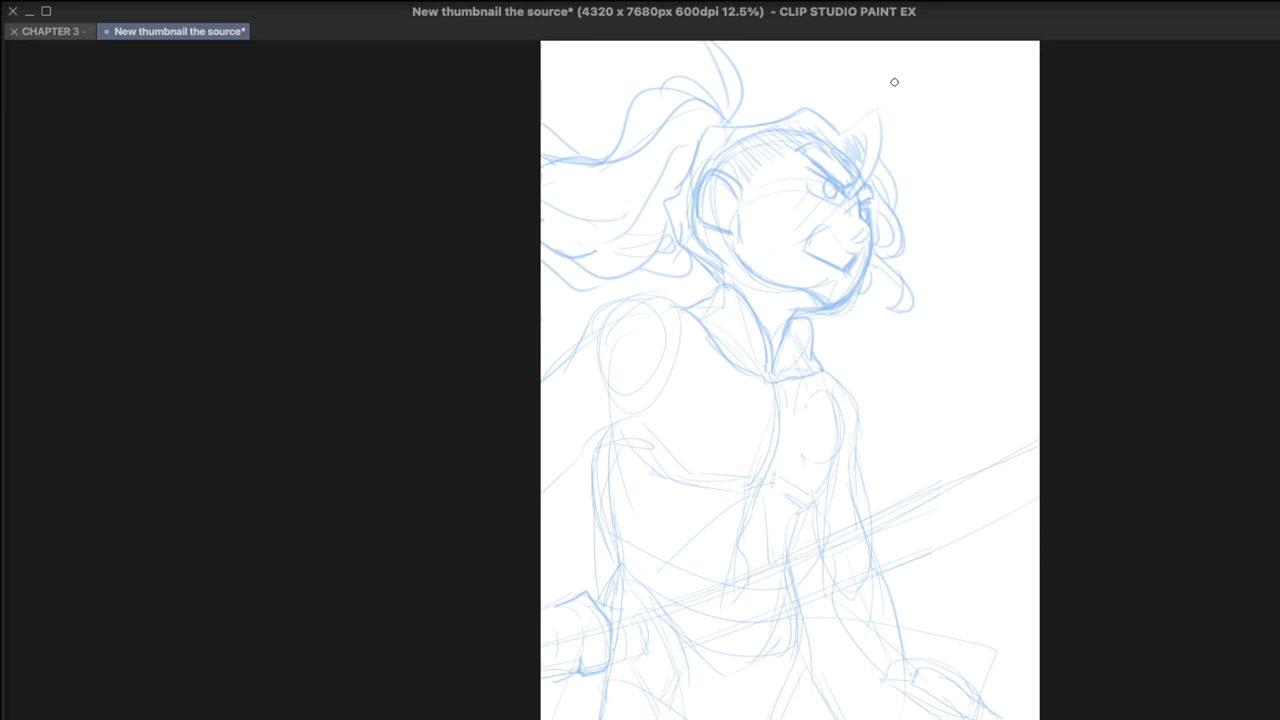 New thumbnail the source* (4320 x 7680px 600dpi 12.5%) - CLIP STUDIO PAINT EX
CHAPTER 3 -
New thumbnail the source*